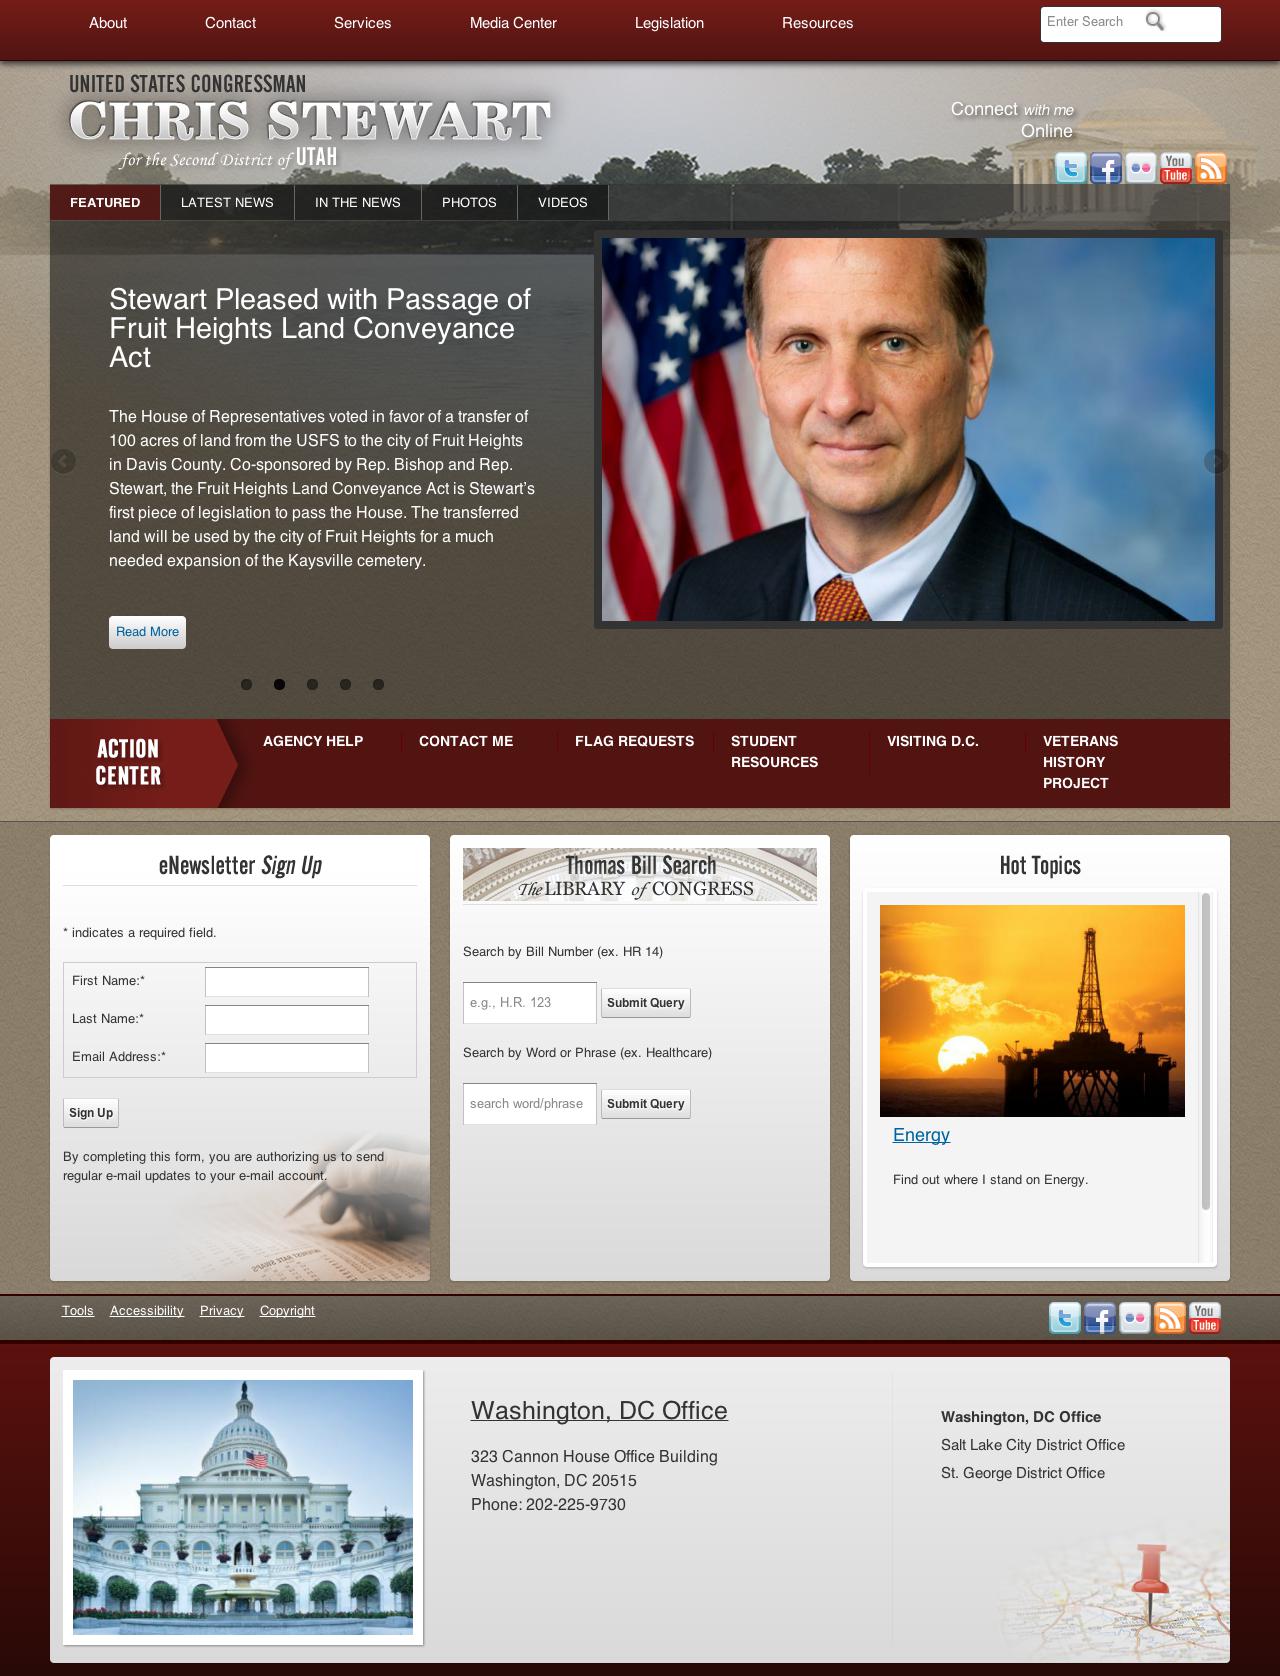 About
Contact
Services
Media Center
Legislation
Resources
Enter Search
UNITED STATES CONGRESSMAN
CHRIS STEWART
for the Second District of UTAH
Connect with me
Online
You
Tube
FEATURED
LATEST NEWS
IN THE NEWS
PHOTOS
VIDEOS
Stewart Pleased with Passage of
Fruit Heights Land Conveyance
Act
The House of Representatives voted in favor of a transfer of
100 acres of land from the USFS to the city of Fruit Heights
in Davis County. Co-sponsored by Rep. Bishop and Rep.
Stewart, the Fruit Heights Land Conveyance Act is Stewart’s
first piece of legislation to pass the House. The transferred
land will be used by the city of Fruit Heights for a much
needed expansion of the Kaysville cemetery.
Read More
ACTION
CENTER
AGENCY HELP
CONTACT ME
FLAG REQUESTS
STUDENT
RESOURCES
VISITING D.C.
VETERANS
HISTORY
PROJECT
eNewsletter Sign Up
* indicates a required field.
First Name:*
Last Name:*
Email Address:*
Sign Up
By completing this form, you are authorizing us to send
regular e-mail updates to your e-mail account.
Thomas Bill Search
The LIBRARY of CONGRESS
Search by Bill Number (ex. HR 14)
e.g., H.R. 123
Submit Query
Search by Word or Phrase (ex. Healthcare)
search word/phrase
Submit Query
Hot Topics
Energy
Find out where I stand on Energy.
Tools
Accessibility
Privacy
Copyright
You
Tube
Washington, DC Office
323 Cannon House Office Building
Washington, DC 20515
Phone: 202-225-9730
Washington, DC Office
Salt Lake City District Office
St. George District Office